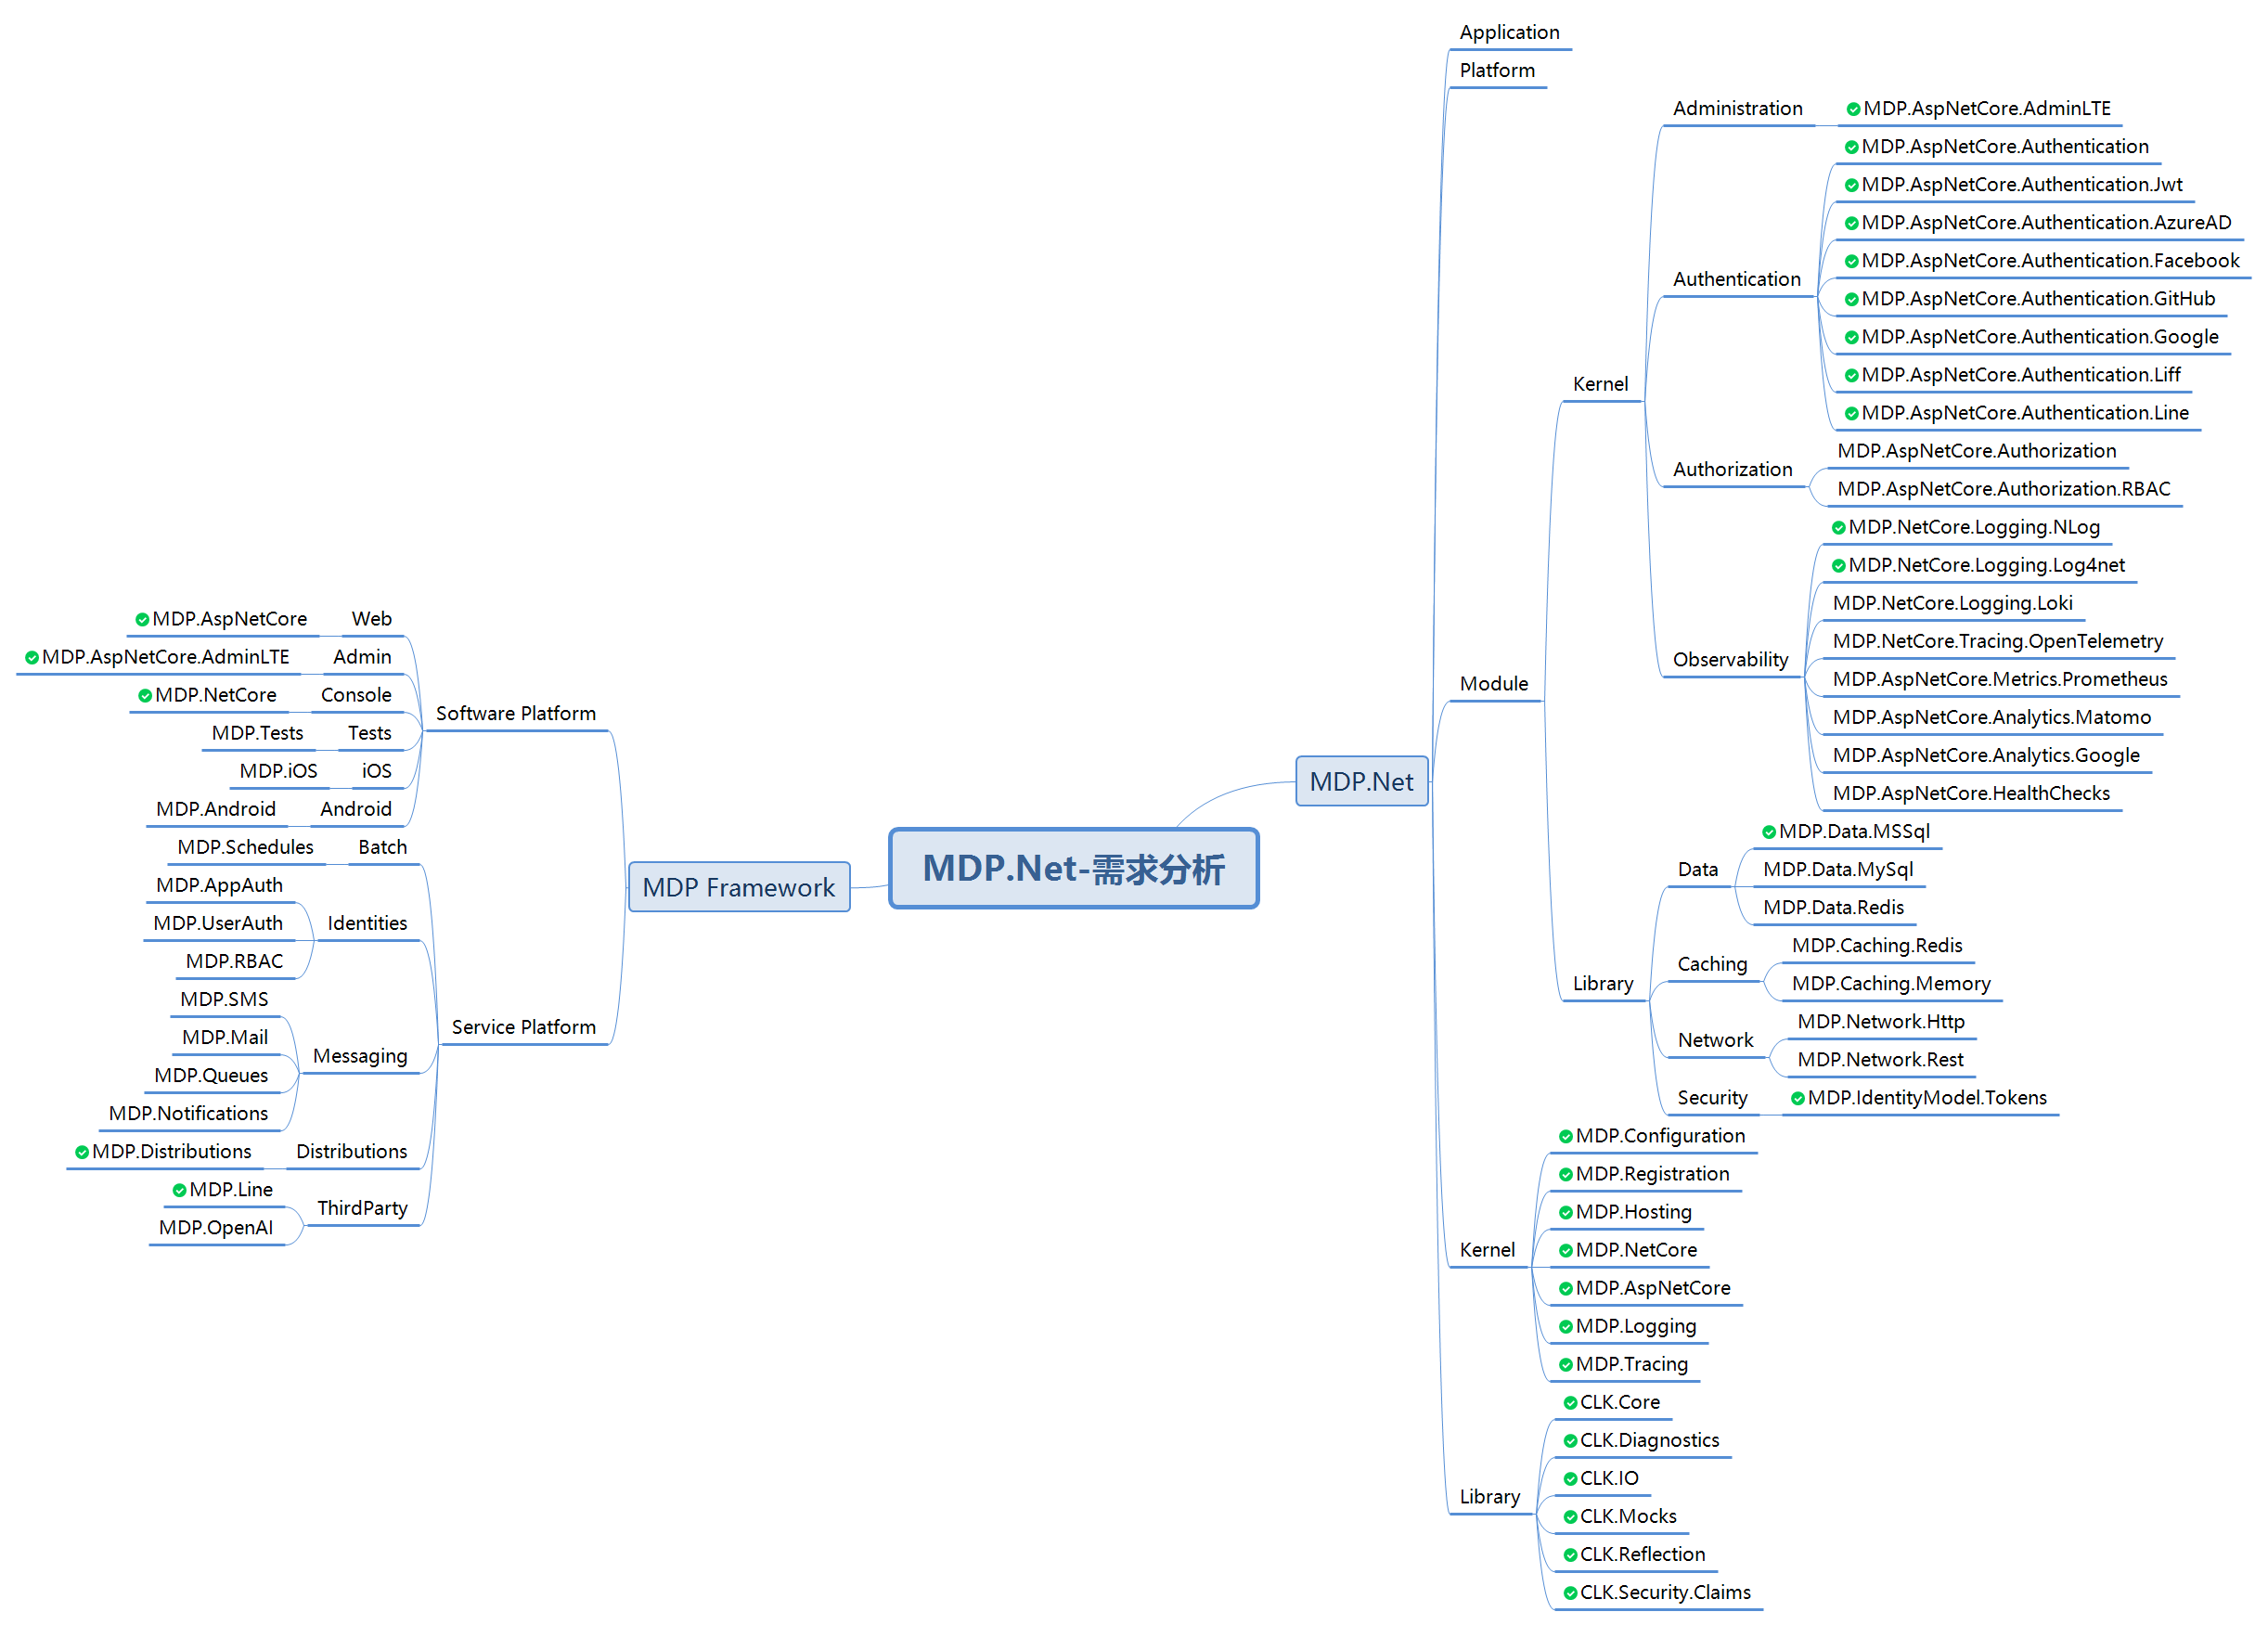 MDP.Net-需求分析
MDP.Net
Application
Platform
Module
Kernel
Administration
MDP.AspNetCore.AdminLTE
Authentication
MDP.AspNetCore.Authentication
MDP.AspNetCore.Authentication.Jwt
MDP.AspNetCore.Authentication.AzureAD
MDP.AspNetCore.Authentication.Facebook
MDP.AspNetCore.Authentication.GitHub
MDP.AspNetCore.Authentication.Google
MDP.AspNetCore.Authentication.Liff
MDP.AspNetCore.Authentication.Line
Authorization
MDP.AspNetCore.Authorization
MDP.AspNetCore.Authorization.RBAC
Observability
MDP.NetCore.Logging.NLog
MDP.NetCore.Logging.Log4net
MDP.NetCore.Logging.Loki
MDP.NetCore.Tracing.OpenTelemetry
MDP.AspNetCore.Metrics.Prometheus
MDP.AspNetCore.Analytics.Matomo
MDP.AspNetCore.Analytics.Google
MDP.AspNetCore.HealthChecks
Library
Data
MDP.Data.MSSql
MDP.Data.MySql
MDP.Data.Redis
Caching
MDP.Caching.Redis
MDP.Caching.Memory
Network
MDP.Network.Http
MDP.Network.Rest
Security
MDP.IdentityModel.Tokens
Kernel
MDP.Configuration
MDP.Registration
MDP.Hosting
MDP.NetCore
MDP.AspNetCore
MDP.Logging
MDP.Tracing
Library
CLK.Core
CLK.Diagnostics
CLK.IO
CLK.Mocks
CLK.Reflection
CLK.Security.Claims
MDP Framework
Software Platform
Web
MDP.AspNetCore
Admin
MDP.AspNetCore.AdminLTE
Console
MDP.NetCore
Tests
MDP.Tests
iOS
MDP.iOS
Android
MDP.Android
Service Platform
Batch
MDP.Schedules
Identities
MDP.AppAuth
MDP.UserAuth
MDP.RBAC
Messaging
MDP.SMS
MDP.Mail
MDP.Queues
MDP.Notifications
Distributions
MDP.Distributions
ThirdParty
MDP.Line
MDP.OpenAI